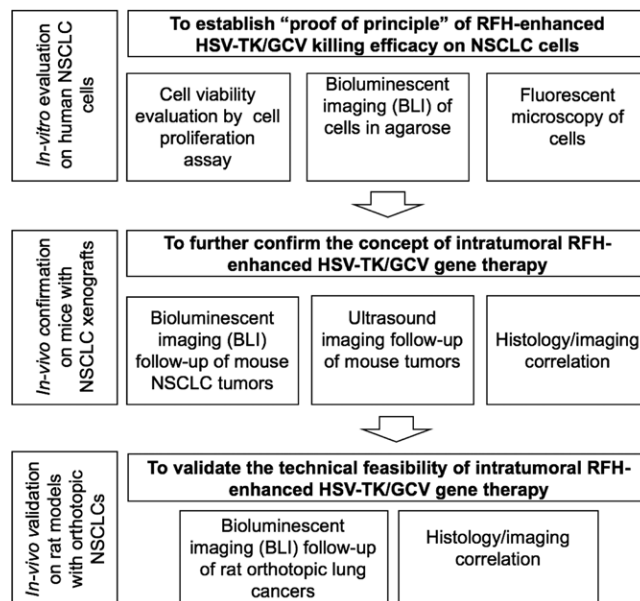 In-vitro evaluation
on human NSCLC
cells
To establish “proof of principle” of RFH-enhanced
HSV-TK/GCV killing efficacy on NSCLC cells
Cell viability
evaluation by cell
proliferation
assay
Bioluminescent
imaging (BLI) of
cells in agarose
Fluorescent
microscopy of
cells
In-vivo confirmation
on mice with
NSCLC xenografts
To further confirm the concept of intratumoral RFH-
enhanced HSV-TK/GCV gene therapy
Bioluminescent
imaging (BLI)
follow-up of mouse
NSCLC tumors
Ultrasound
imaging follow-up
of mouse tumors
Histology/imaging
correlation
In-vivo validation
on rat models
with orthotopic
NSCLCs
To validate the technical feasibility of intratumoral RFH-
enhanced HSV-TK/GCV gene therapy
Bioluminescent
imaging (BLI) follow-up
of rat orthotopic lung
cancers
Histology/imaging
correlation